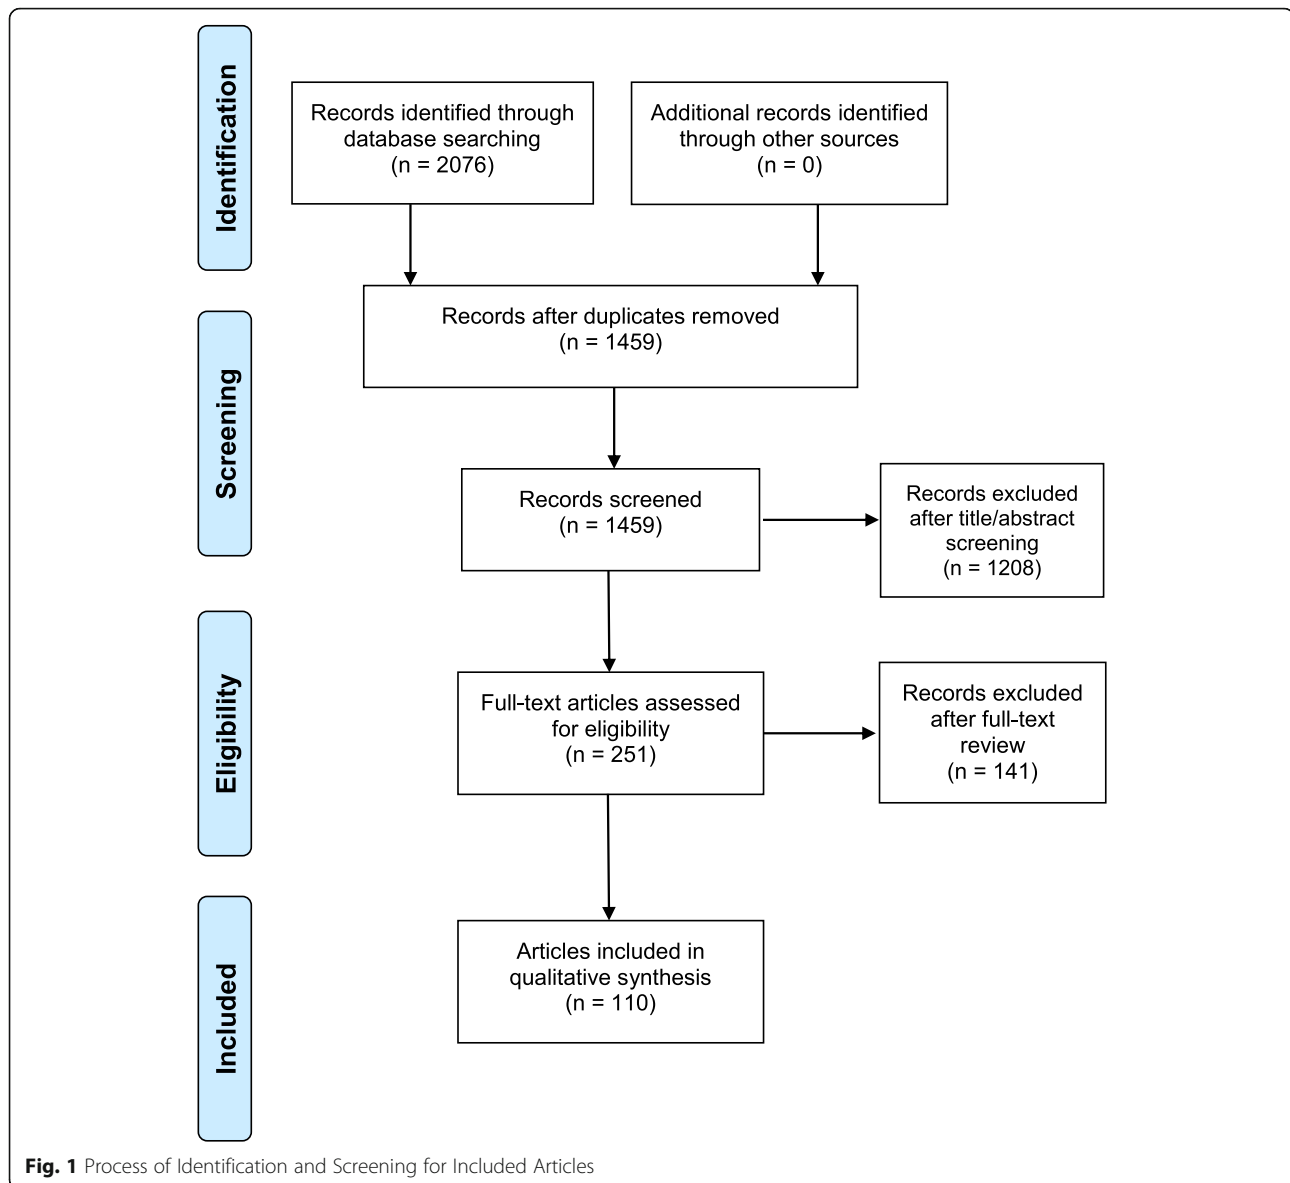 Identification
Records identified through
database searching
(n = 2076)
Additional records identified
through other sources
(n = 0)
Records after duplicates removed
(n = 1459)
Screening
Records screened
(n = 1459)
Records excluded
after title/abstract
screening
(n = 1208)
Eligibility
Full-text articles assessed
for eligibility
(n = 251)
Records excluded
after full-text
review
(n = 141)
Included
Articles included in
qualitative synthesis
(n = 110)
Fig. 1 Process of Identification and Screening for Included Articles